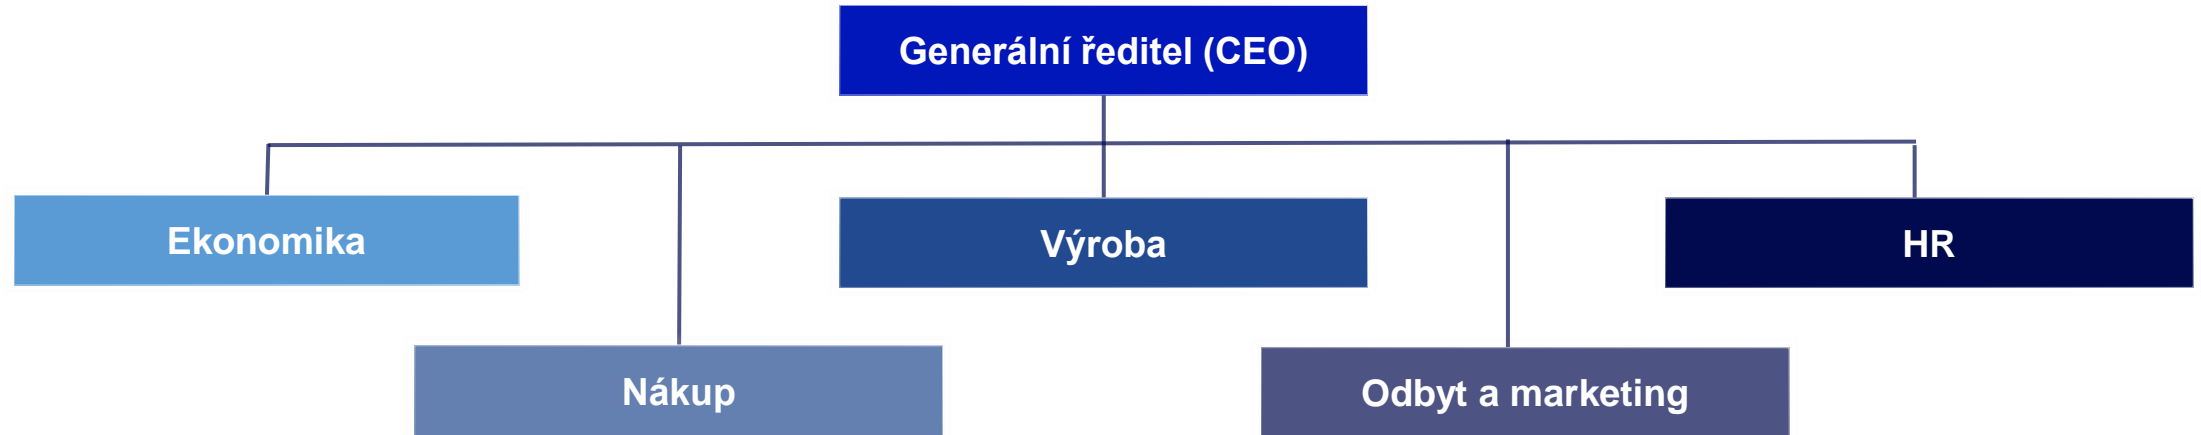 Generální ředitel (CEO)
Ekonomika
Výroba
HR
Nákup
Odbyt a marketing